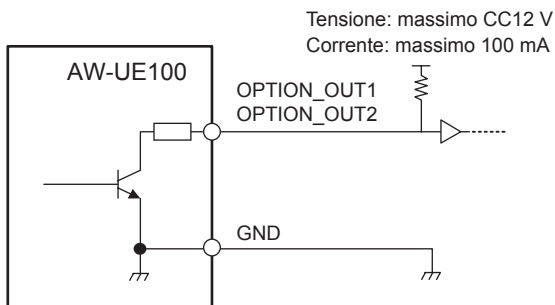 Tensione: massimo CC12 V
Corrente: massimo 100 mA
AW-UE100
OPTION_OUT1
OPTION_OUT2
GND